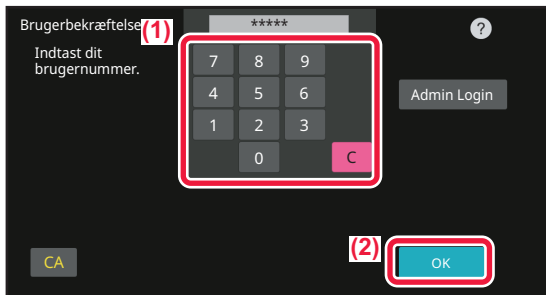 Brugerbekræftelse
(1)
*****
?
Indtast dit
brugernummer.
7 8 9
4 5 6
Admin Login
1 2 3
0 C
(2)
CA
OK